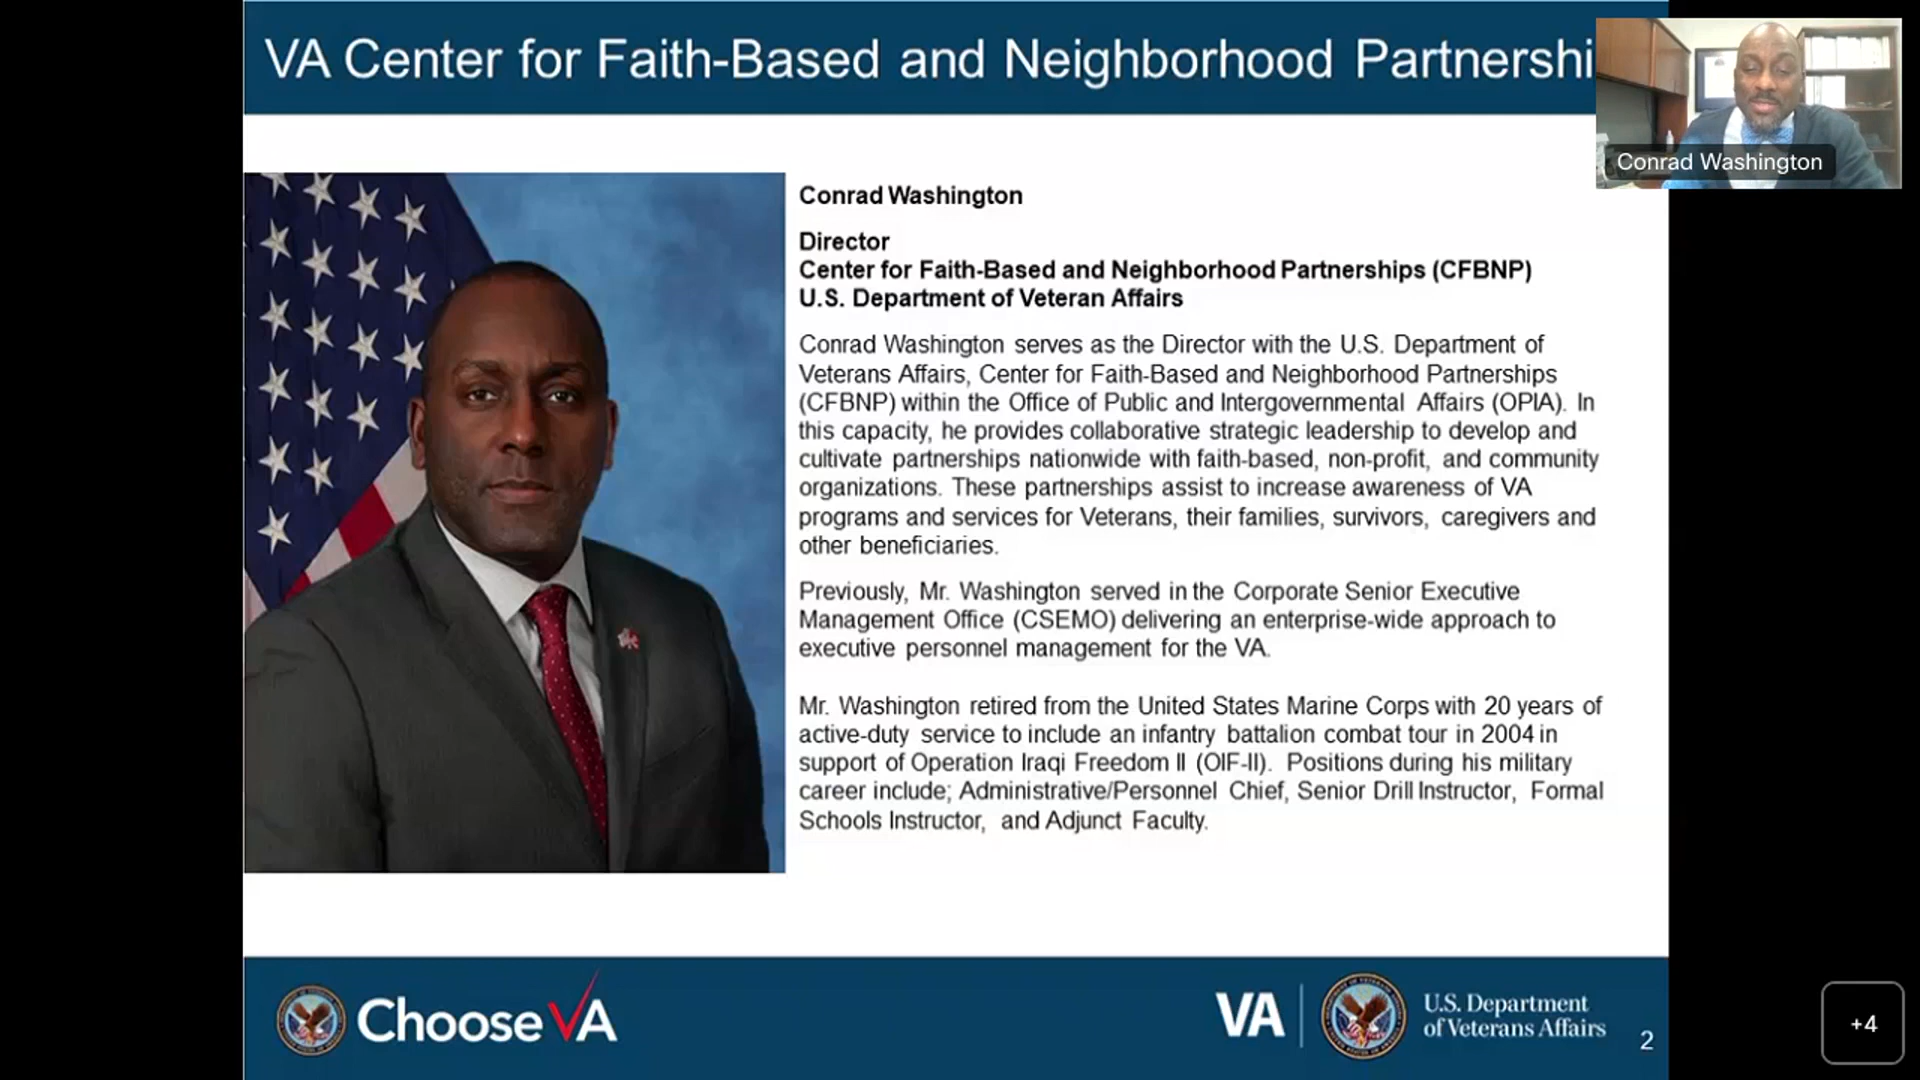 VA Center for Faith-Based and Neighborhood Partnershi
Conrad Washington
Conrad Washington
Director
Center for Faith-Based and Neighborhood Partnerships (CFBNP)
U.S. Department of Veteran Affairs
Conrad Washington serves as the Director with the U.S. Department of
Veterans Affairs, Center for Faith-Based and Neighborhood Partnerships
(CFBNP) within the Office of Public and Intergovernmental Affairs (OPIA). In
this capacity, he provides collaborative strategic leadership to develop and
cultivate partnerships nationwide with faith-based, non-profit, and community
organizations. These partnerships assist to increase awareness of VA
programs and services for Veterans, their families, survivors, caregivers and
other beneficiaries.
Previously, Mr. Washington served in the Corporate Senior Executive
Management Office (CSEMO) delivering an enterprise-wide approach to
executive personnel management for the VA.
Mr. Washington retired from the United States Marine Corps with 20 years of
active-duty service to include an infantry battalion combat tour in 2004 in
support of Operation Iraqi Freedom II (OIF-II). Positions during his military
career include; Administrative/Personnel Chief, Senior Drill Instructor, Formal
Schools Instructor, and Adjunct Faculty.
Choose VA
VA
U.S. Department
of Veterans Affairs
2
+4